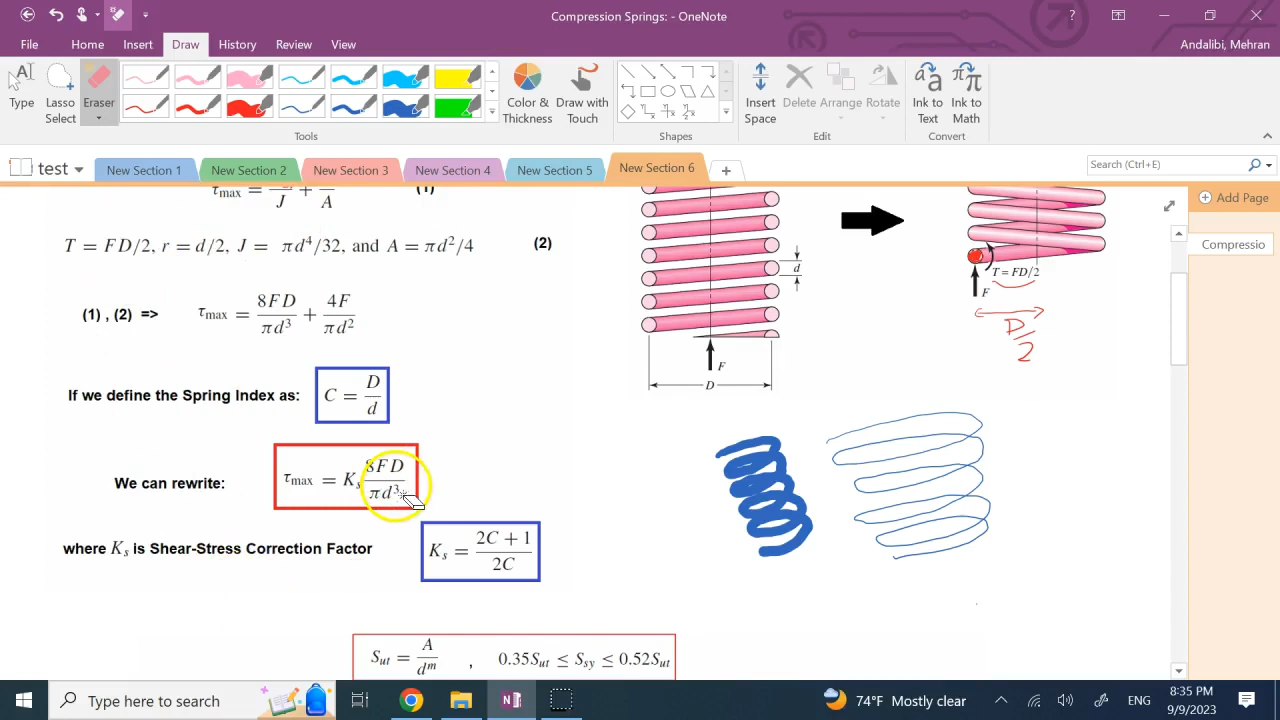 Compression Springs: - OneNote
?
File Home Insert Draw History Review View
Andalibi, Mehran
Type
Lasso Select
Eraser
Color & Thickness
Draw with Touch
Insert Space
Delete
Arrange
Rotate
Ink to Text
Ink to Math
Tools
Shapes
Edit
Convert
test
New Section 1
New Section 2
New Section 3
New Section 4
New Section 5
New Section 6
Search (Ctrl+E)
Add Page
Compressio
τmax = /J + /A (1)
T = FD/2, r = d/2, J = πd⁴/32, and A = πd²/4 (2)
(1) , (2) => τmax = 8FD/πd³ + 4F/πd²
If we define the Spring Index as: C = D/d
We can rewrite: τmax = Ks 8FD/πd³
where Ks is Shear-Stress Correction Factor Ks = 2C + 1/2C
Sut = A/dᵐ , 0.35Sut ≤ Ssy ≤ 0.52Sut
d
F
D
T = FD/2
F
D/2
Type here to search
74°F Mostly clear
ENG
8:35 PM
9/9/2023